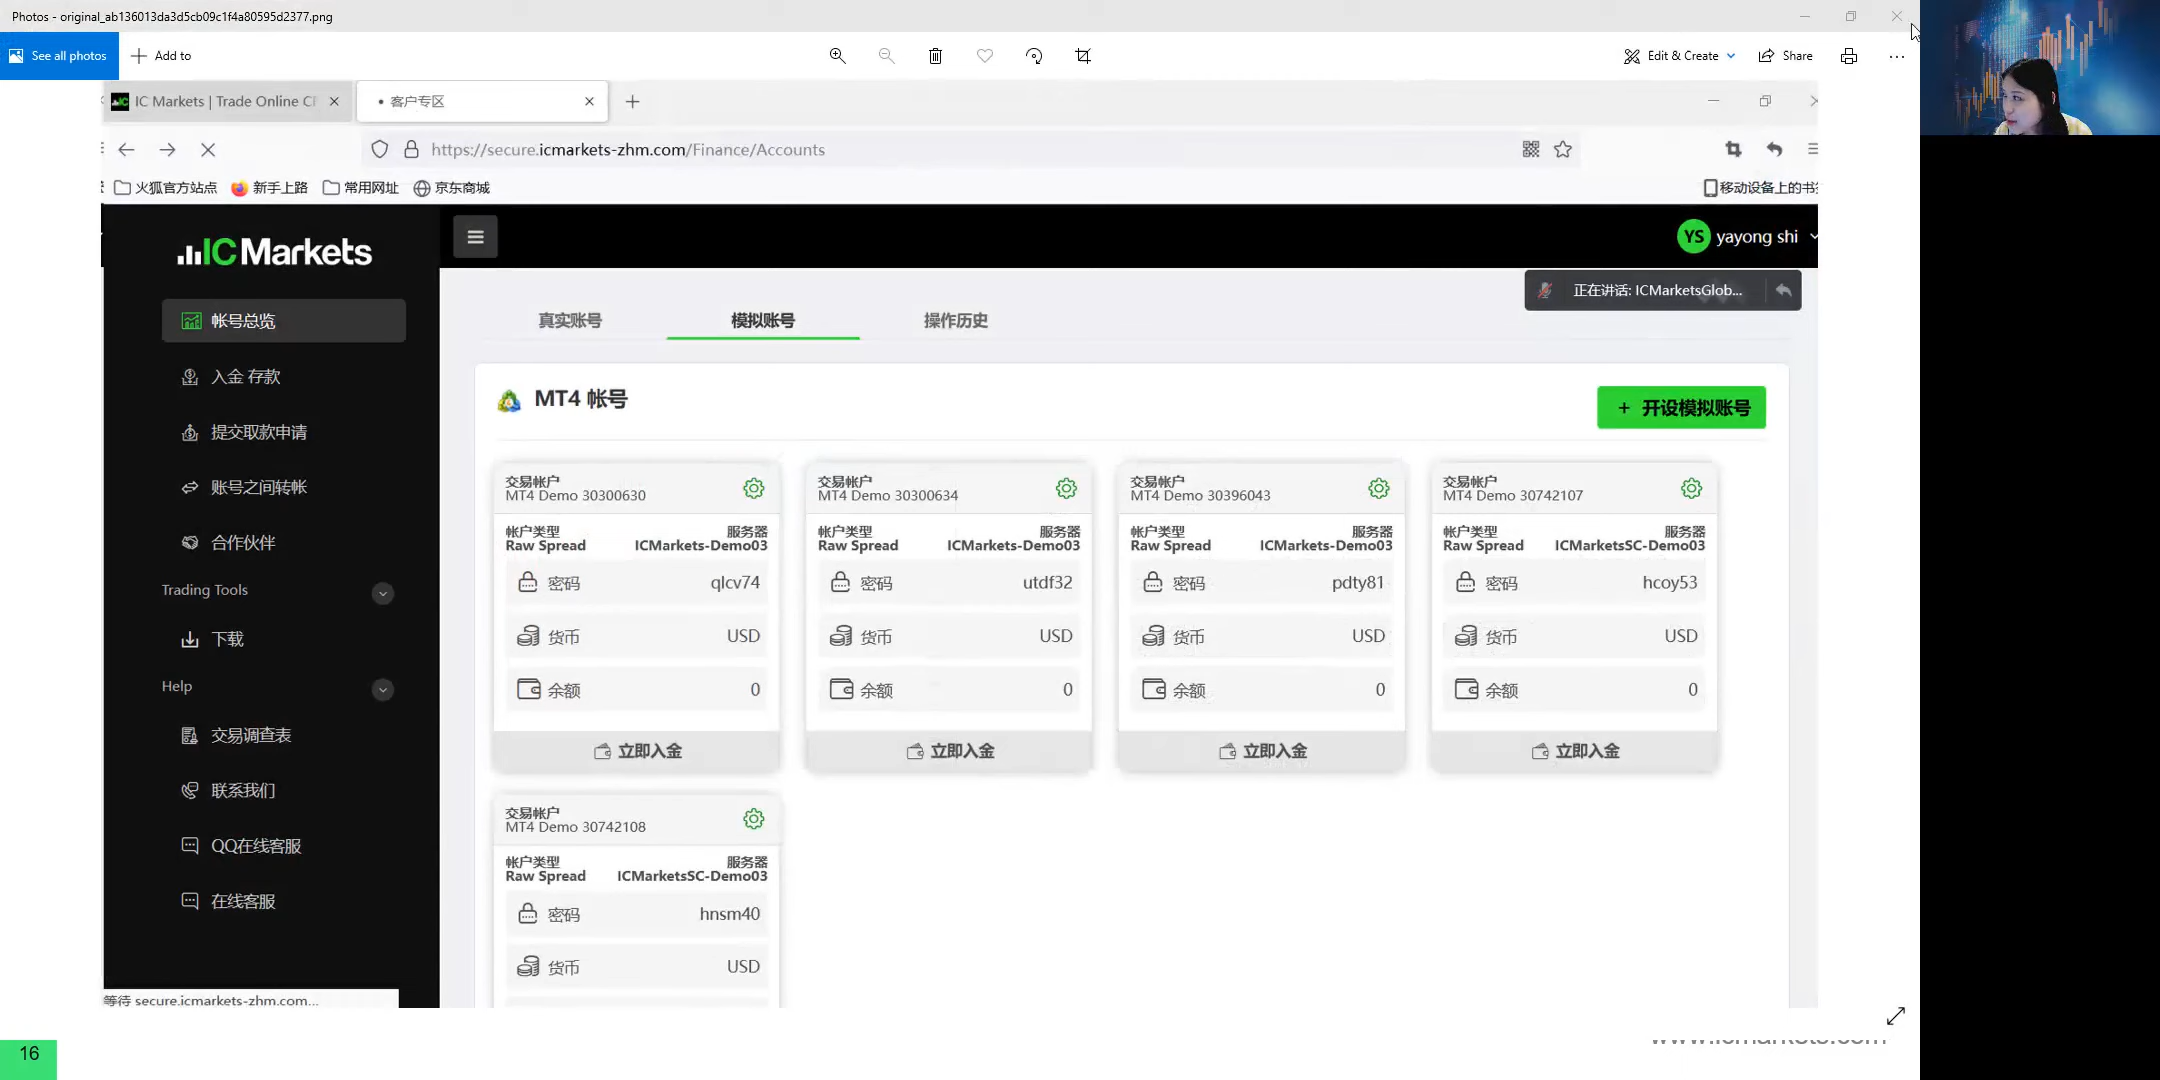 Photos - original_ab136013da3d5cb09c1f4a80595d2377.png
See all photos
Add to
Edit & Create
Share
IC Markets | Trade Online CF
客户专区
https://secure.icmarkets-zhm.com/Finance/Accounts
火狐官方站点
新手上路
常用网址
京东商城
移动设备上的书签
ICMarkets
YS yayong shi
正在讲话: ICMarketsGlob...
帐号总览
入金 存款
提交取款申请
账号之间转帐
合作伙伴
Trading Tools
下载
Help
交易调查表
联系我们
QQ在线客服
在线客服
真实账号
模拟账号
操作历史
MT4 帐号
+ 开设模拟账号
交易帐户
MT4 Demo 30300630
帐户类型 服务器
Raw Spread ICMarkets-Demo03
密码 qlcv74
货币 USD
余额 0
立即入金
交易帐户
MT4 Demo 30300634
帐户类型 服务器
Raw Spread ICMarkets-Demo03
密码 utdf32
货币 USD
余额 0
立即入金
交易帐户
MT4 Demo 30396043
帐户类型 服务器
Raw Spread ICMarkets-Demo03
密码 pdty81
货币 USD
余额 0
立即入金
交易帐户
MT4 Demo 30742107
帐户类型 服务器
Raw Spread ICMarketsSC-Demo03
密码 hcoy53
货币 USD
余额 0
立即入金
交易帐户
MT4 Demo 30742108
帐户类型 服务器
Raw Spread ICMarketsSC-Demo03
密码 hnsm40
货币 USD
等待 secure.icmarkets-zhm.com...
www.icmarkets.com
16